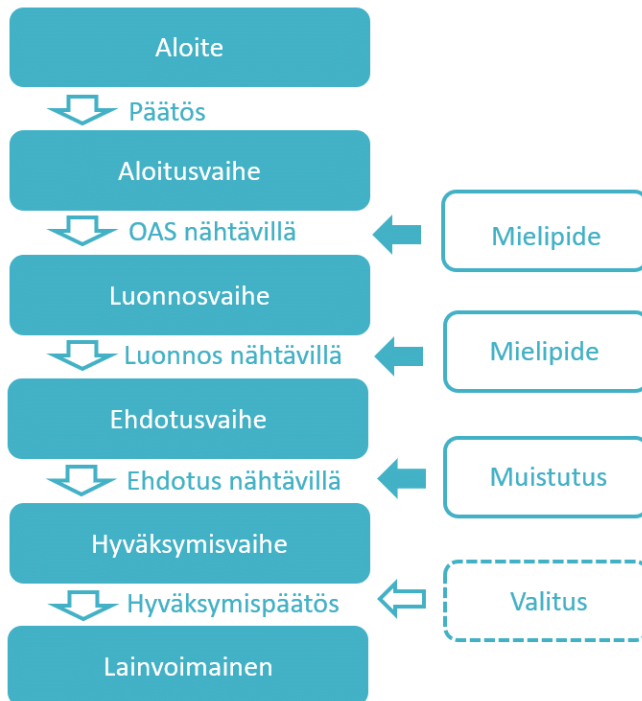 Aloite
Päätös
Aloitusvaihe
OAS nähtävillä
Mielipide
Luonnosvaihe
Luonnos nähtävillä
Mielipide
Ehdotusvaihe
Ehdotus nähtävillä
Muistutus
Hyväksymisvaihe
Hyväksymispäätös
Valitus
Lainvoimainen